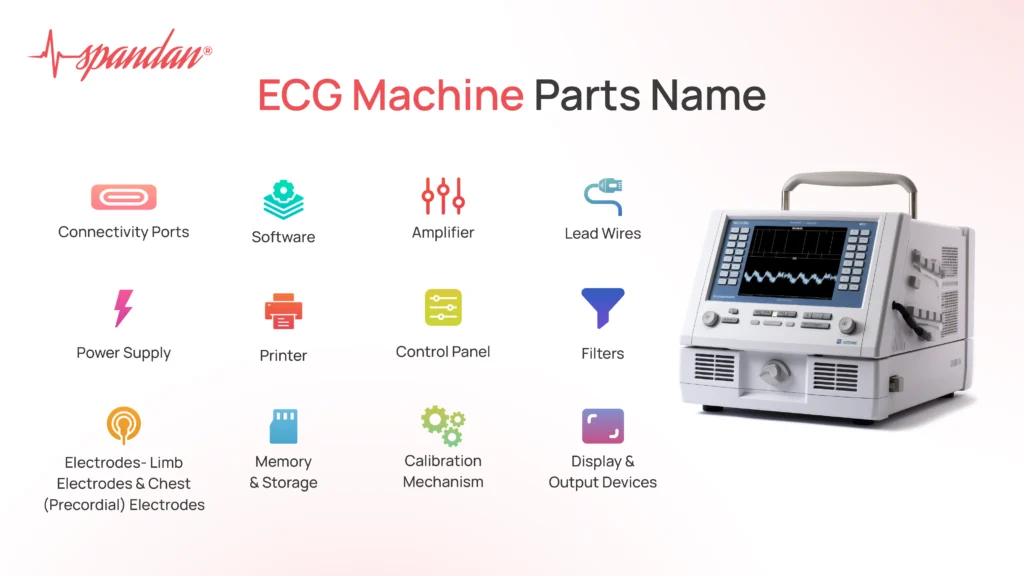 spandan®
ECG Machine Parts Name
Connectivity Ports
Software
Amplifier
Lead Wires
Power Supply
Printer
Control Panel
Filters
Electrodes- Limb
Electrodes & Chest
(Precordial) Electrodes
Memory
& Storage
Calibration
Mechanism
Display &
Output Devices